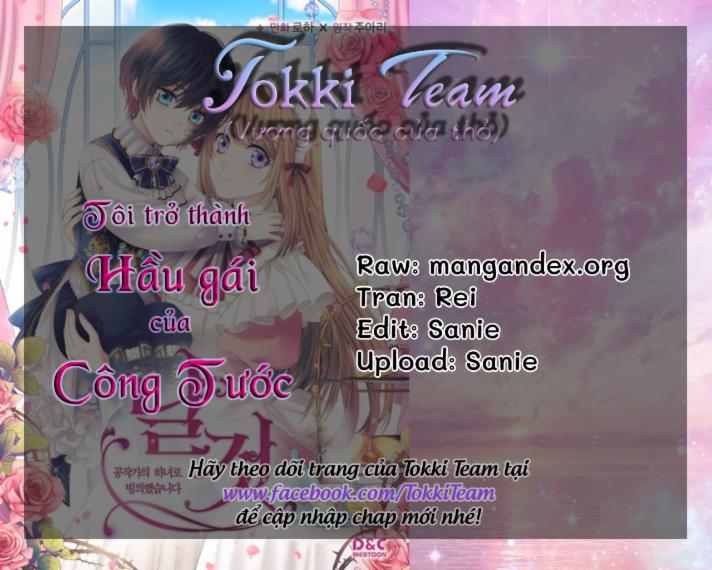 만화 로하 X 원작 주아리
Tokki Team
(Vương quốc của thỏ)
Tôi trở thành
Hầu gái
của
Công Tước
Raw: mangandex.org
Tran: Rei
Edit: Sanie
Upload: Sanie
공작가의 하녀로
빙의했습니다
Hãy theo dõi trang của Tokki Team tại
www.facebook.com/TokkiTeam
để cập nhập chap mới nhé!
D&C
WEBTOON